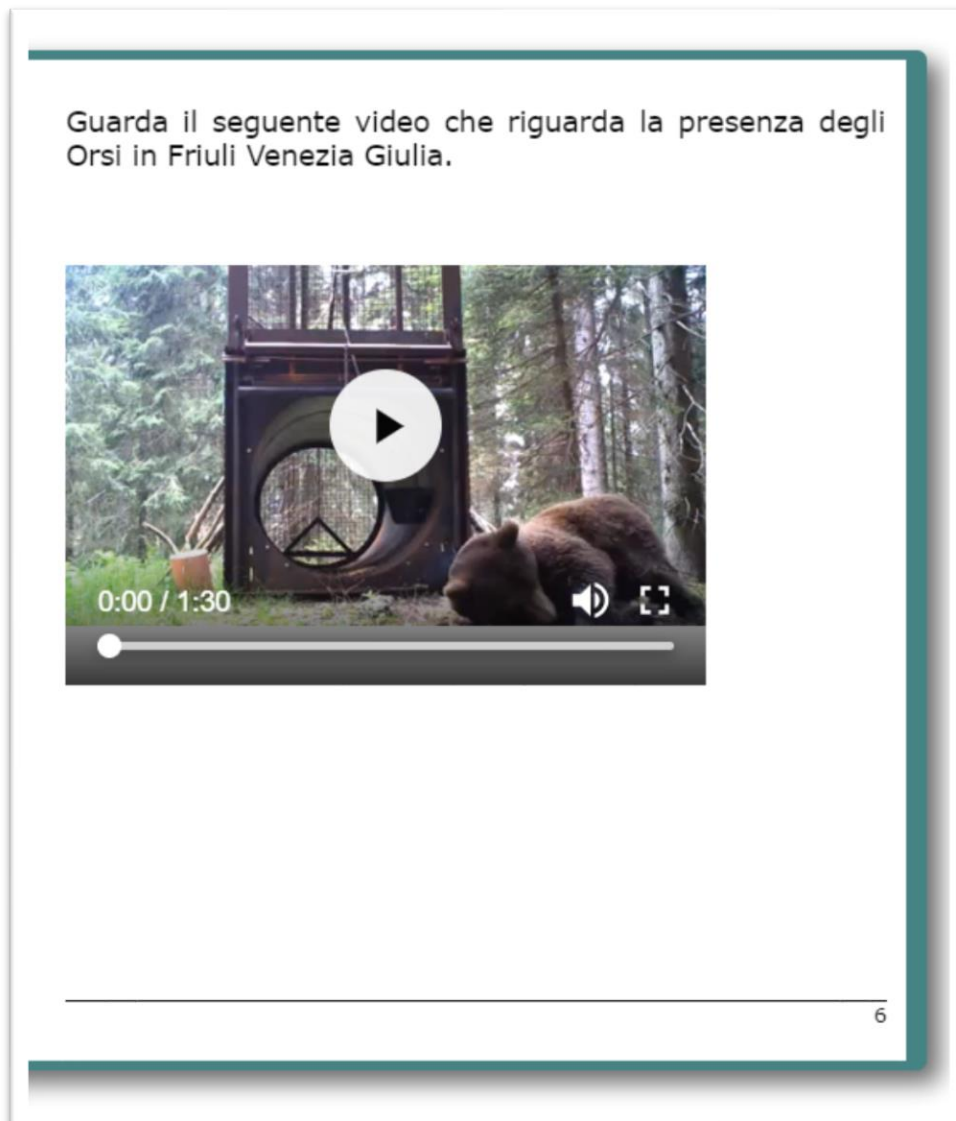 Guarda il seguente video che riguarda la presenza degli
Orsi in Friuli Venezia Giulia.
0:00 / 1:30
6